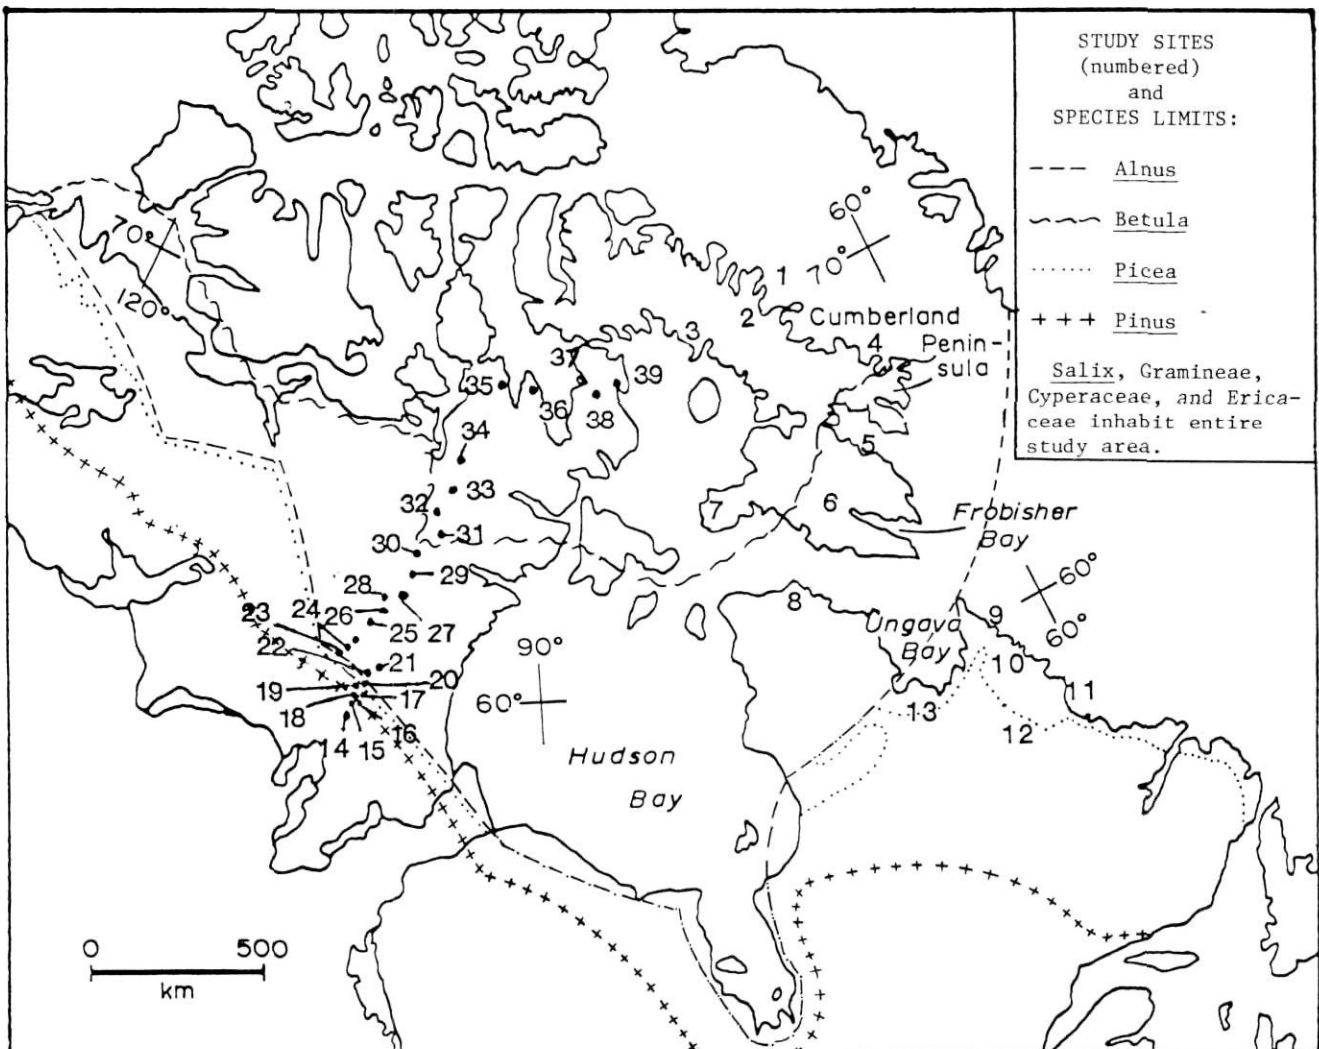 STUDY SITES
(numbered)
and
SPECIES LIMITS:
Alnus
Betula
Picea
Pinus
Salix, Gramineae,
Cyperaceae, and Erica-
ceae inhabit entire
study area.
60°
70°
70°
120°
1
2
3
Cumberland
4
Penin-
sula
37
39
35
36
38
34
5
33
32
7
6
Frobisher
Bay
31
30
29
28
60°
60°
24
23
26
8
9
25
27
Ungava
Bay
22
90°
10
21
19
20
60°
17
11
18
13
12
14
15
16
Hudson
Bay
0
500
km